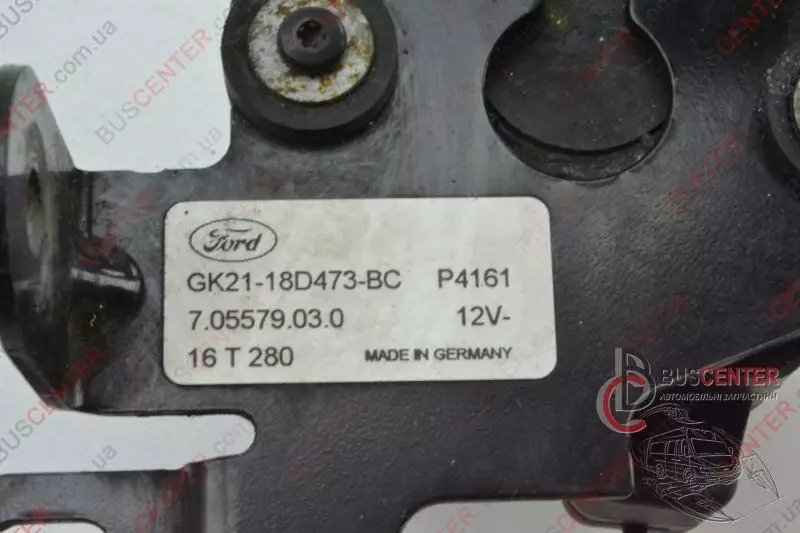 Ford
GK21-18D473-BC P4161
7.05579.03.0 12V-
16 T 280 MADE IN GERMANY
BUSCENTER
АВТОМОБІЛЬНІ ЗАПЧАСТИНИ
BUSCENTER.com.ua